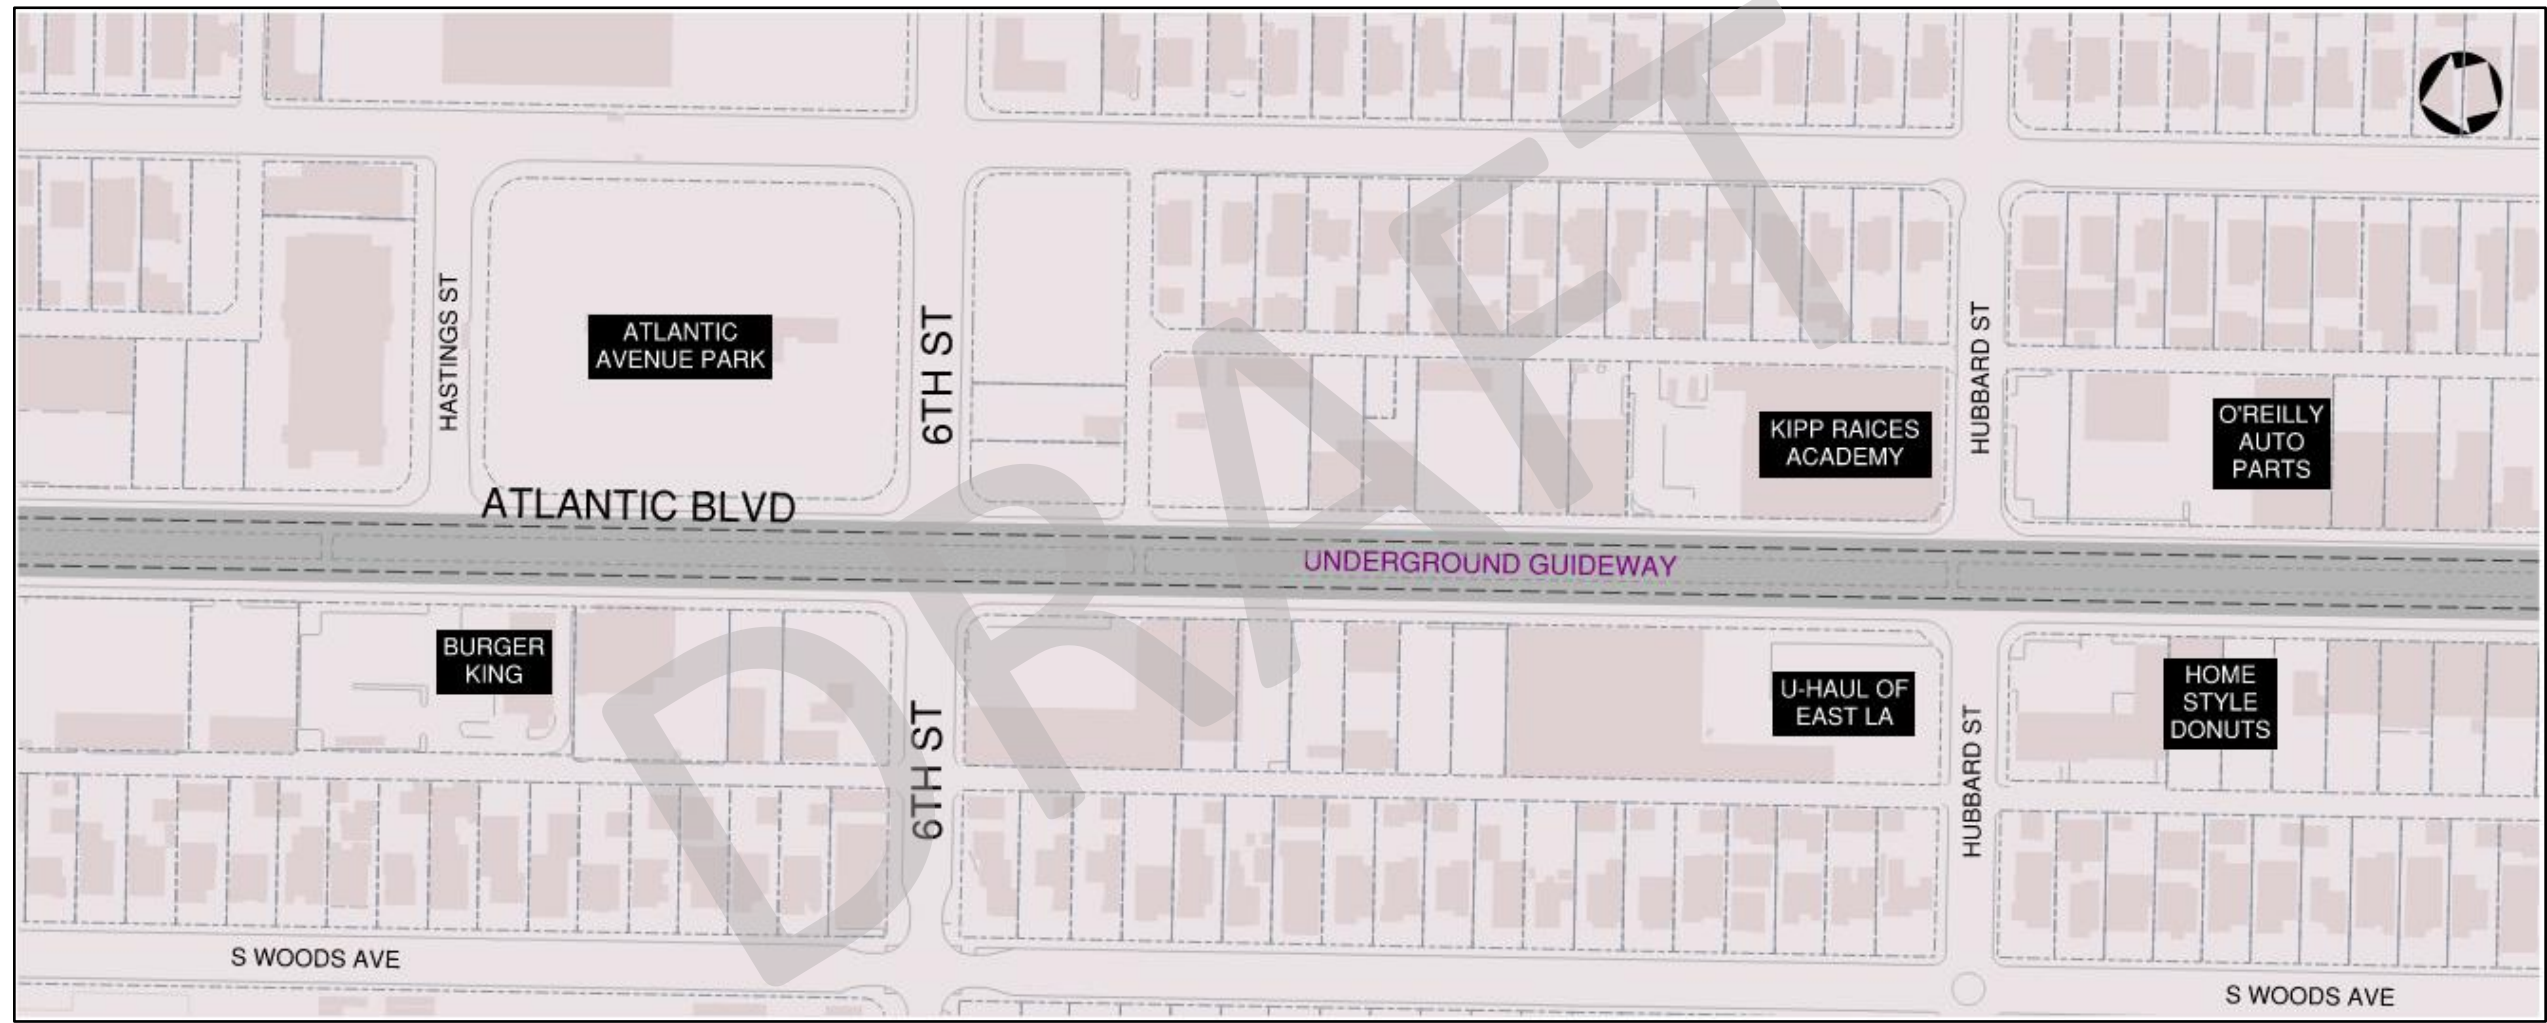 HASTINGS ST
ATLANTIC
AVENUE PARK
6TH ST
HUBBARD ST
KIPP RAICES
ACADEMY
O'REILLY
AUTO
PARTS
ATLANTIC BLVD
UNDERGROUND GUIDEWAY
BURGER
KING
6TH ST
U-HAUL OF
EAST LA
HUBBARD ST
HOME
STYLE
DONUTS
S WOODS AVE
S WOODS AVE
DRAFT